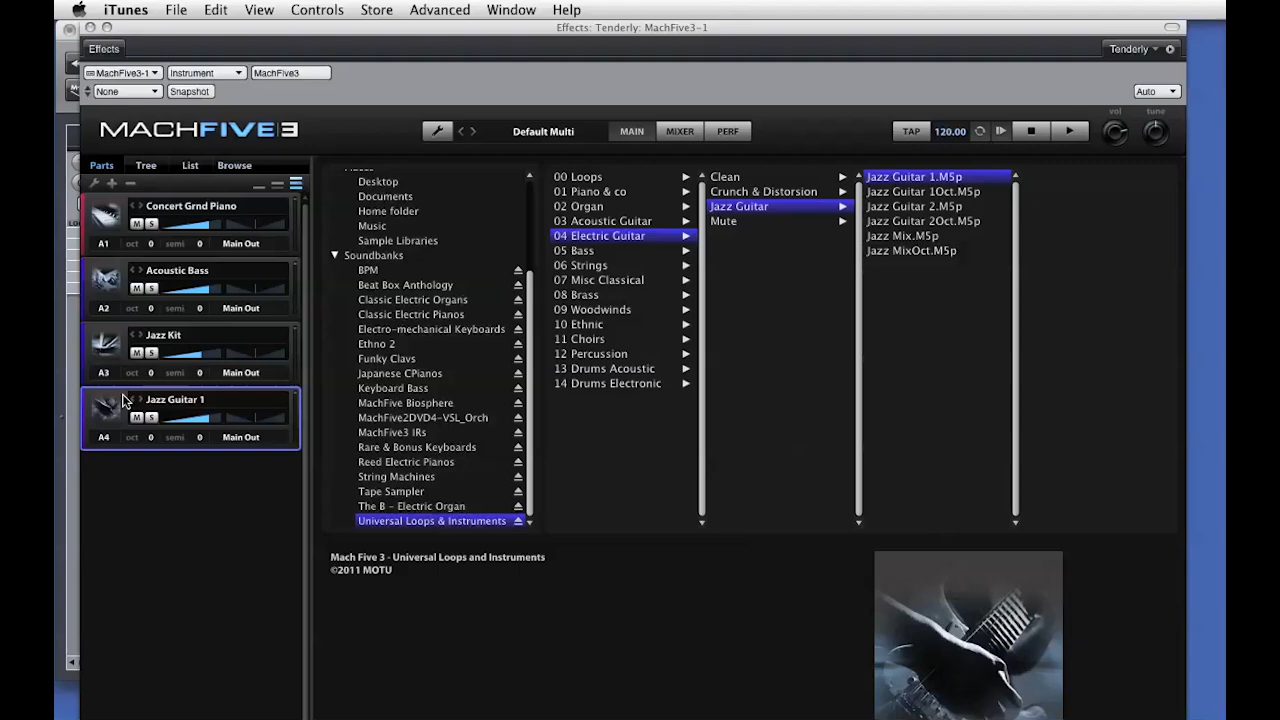 iTunes File Edit View Controls Store Advanced Window Help
Effects: Tenderly: MachFive3-1
Effects
Tenderly
MachFive3-1 Instrument MachFive3
None Snapshot Auto
MACHFIVE 3
Default Multi MAIN MIXER PERF
TAP 120.00
vol tune
Parts Tree List Browse
Concert Grnd Piano
M S
A1 oct 0 semi 0 Main Out
Acoustic Bass
M S
A2 oct 0 semi 0 Main Out
Jazz Kit
M S
A3 oct 0 semi 0 Main Out
Jazz Guitar 1
M S
A4 oct 0 semi 0 Main Out
Desktop
Documents
Home folder
Music
Sample Libraries
Soundbanks
BPM
Beat Box Anthology
Classic Electric Organs
Classic Electric Pianos
Electro-mechanical Keyboards
Ethno 2
Funky Clavs
Japanese CPianos
Keyboard Bass
MachFive Biosphere
MachFive2DVD4-VSL_Orch
MachFive3 IRs
Rare & Bonus Keyboards
Reed Electric Pianos
String Machines
Tape Sampler
The B - Electric Organ
Universal Loops & Instruments
00 Loops
01 Piano & co
02 Organ
03 Acoustic Guitar
04 Electric Guitar
05 Bass
06 Strings
07 Misc Classical
08 Brass
09 Woodwinds
10 Ethnic
11 Choirs
12 Percussion
13 Drums Acoustic
14 Drums Electronic
Clean
Crunch & Distortion
Jazz Guitar
Mute
Jazz Guitar 1.M5p
Jazz Guitar 1Oct.M5p
Jazz Guitar 2.M5p
Jazz Guitar 2Oct.M5p
Jazz Mix.M5p
Jazz MixOct.M5p
Mach Five 3 - Universal Loops and Instruments
©2011 MOTU